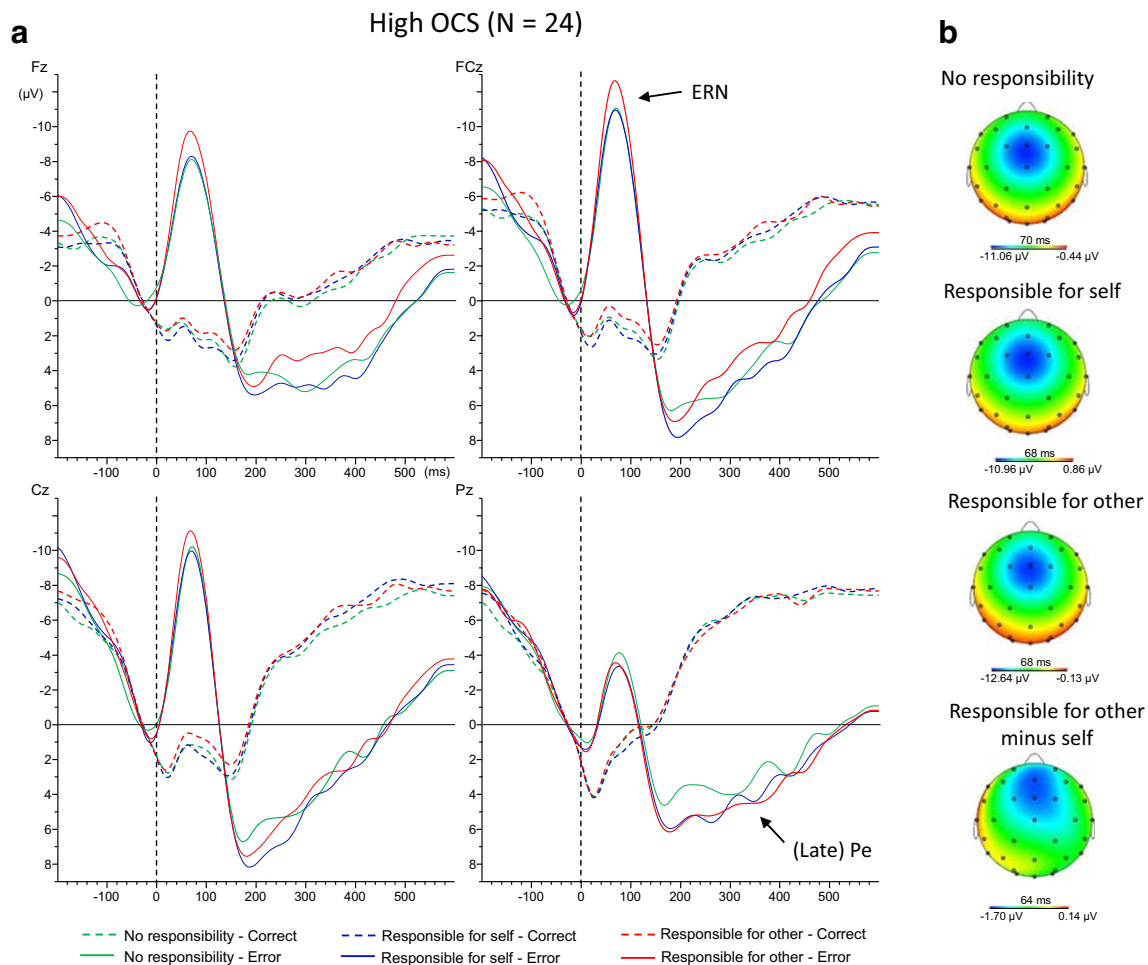 High OCS (N = 24)
a
b
Fz
(µV)
-10
-8
-6
-4
-2
0
2
4
6
8
-100 0 100 200 300 400 500 (ms)
FCz
ERN
-10
-8
-6
-4
-2
0
2
4
6
8
-100 0 100 200 300 400 500
Cz
-10
-8
-6
-4
-2
0
2
4
6
8
-100 0 100 200 300 400 500
Pz
-10
-8
-6
-4
-2
0
2
4
6
8
(Late) Pe
-100 0 100 200 300 400 500
No responsibility - Correct
Responsible for self - Correct
Responsible for other - Correct
No responsibility - Error
Responsible for self - Error
Responsible for other - Error
No responsibility
70 ms
-11.06 µV -0.44 µV
Responsible for self
68 ms
-10.96 µV 0.86 µV
Responsible for other
68 ms
-12.64 µV -0.13 µV
Responsible for other
minus self
64 ms
-1.70 µV 0.14 µV